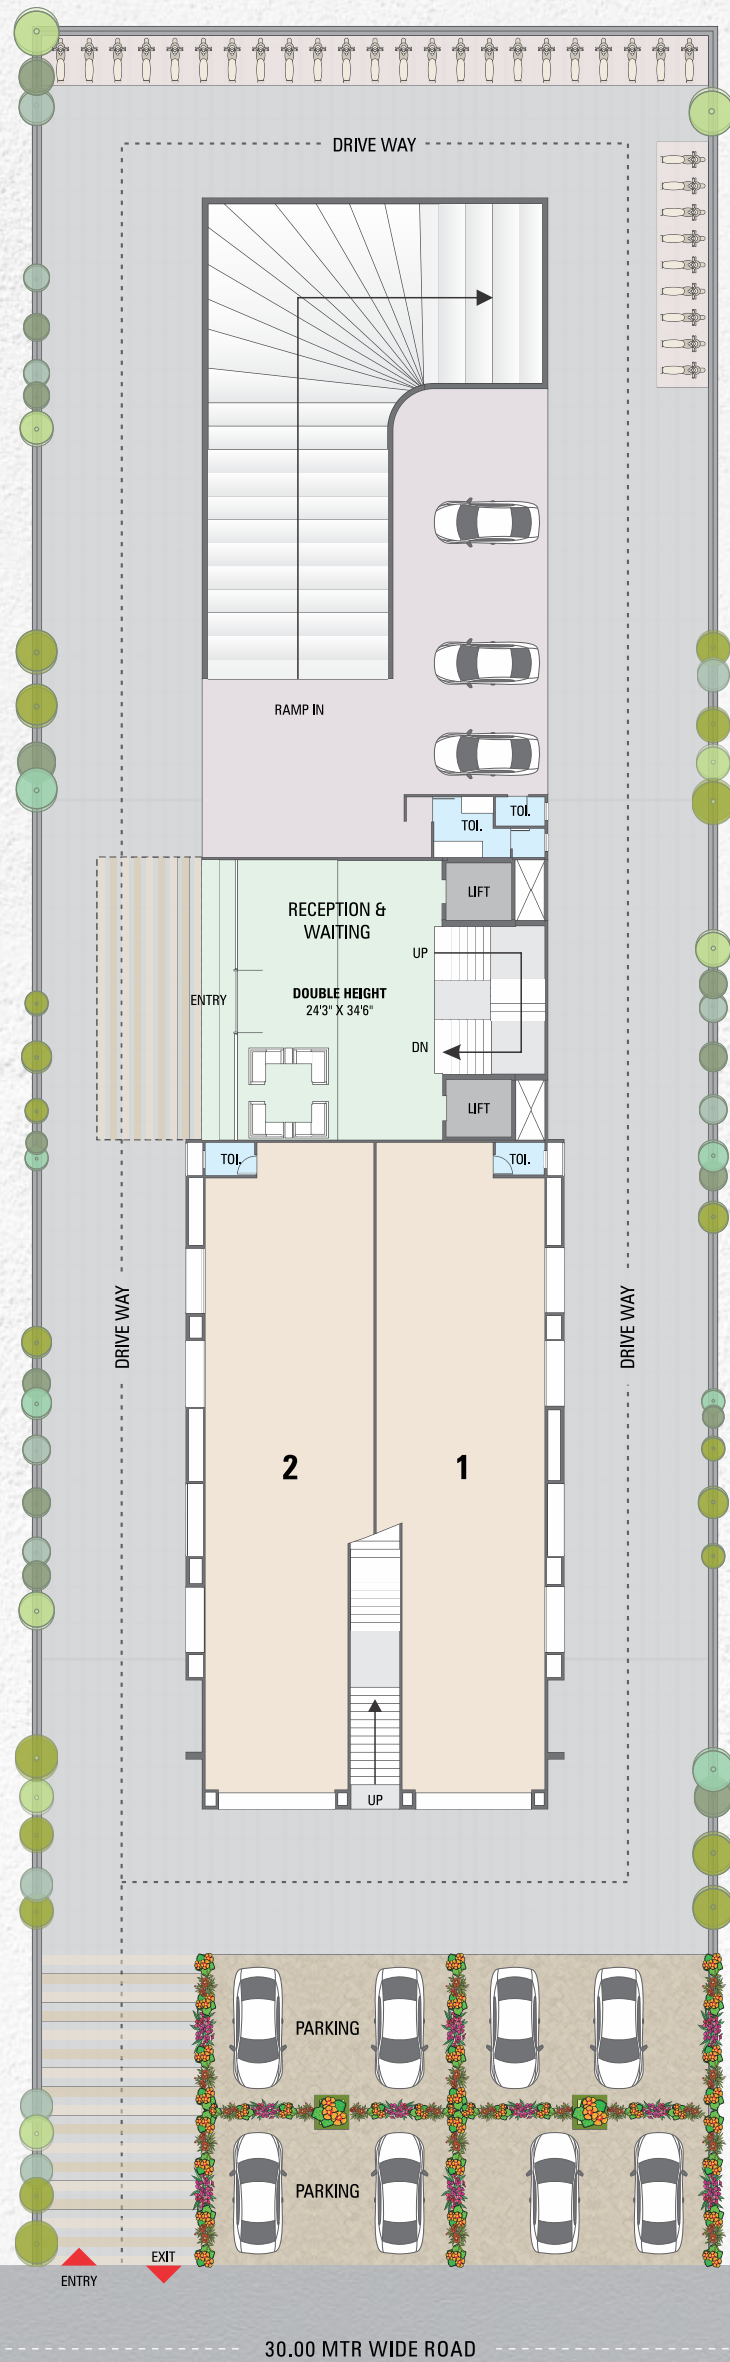 DRIVE WAY
RAMP IN
TOI.
TOI.
LIFT
RECEPTION &
WAITING
UP
ENTRY
DOUBLE HEIGHT
24'3" X 34'6"
DN
LIFT
TOI.
TOI.
DRIVE WAY
DRIVE WAY
2
1
UP
PARKING
PARKING
EXIT
ENTRY
30.00 MTR WIDE ROAD